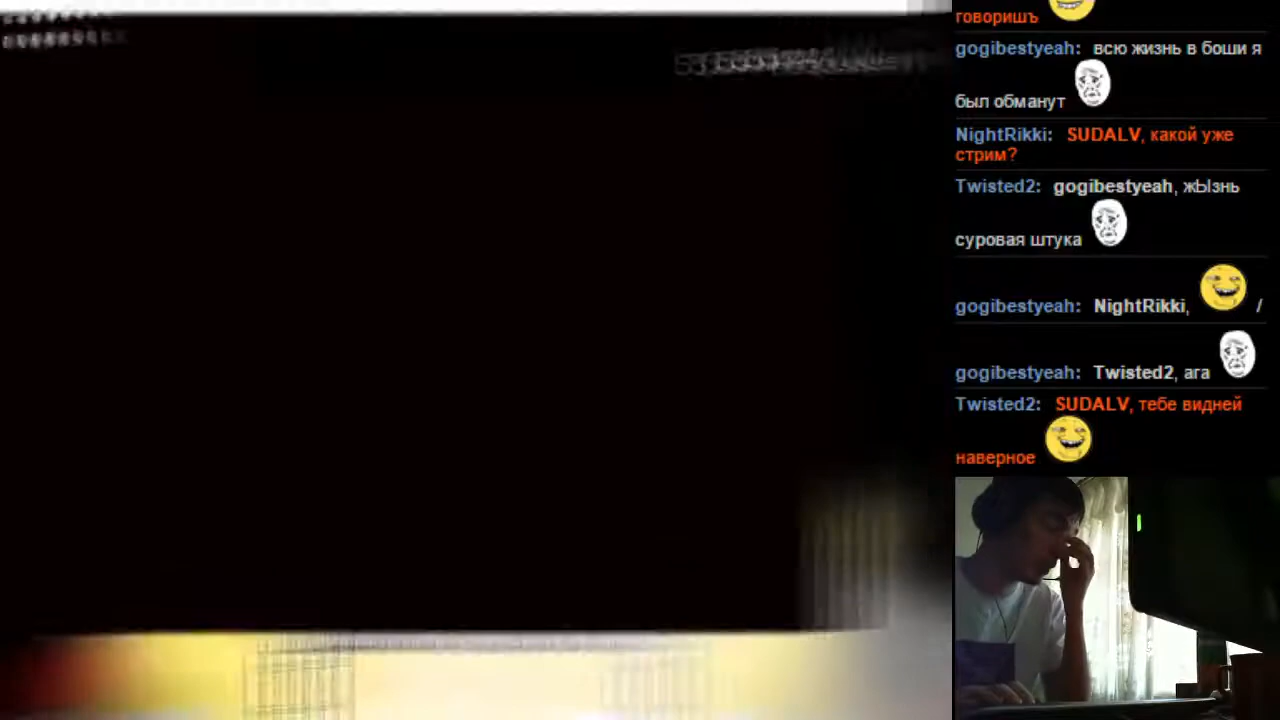 говоришъ
gogibestyeah: всю жизнь в боши я
был обманут
NightRikki: SUDALV, какой уже
стрим?
Twisted2: gogibestyeah, жЫзнь
суровая штука
gogibestyeah: NightRikki, /
gogibestyeah: Twisted2, ага
Twisted2: SUDALV, тебе видней
наверное